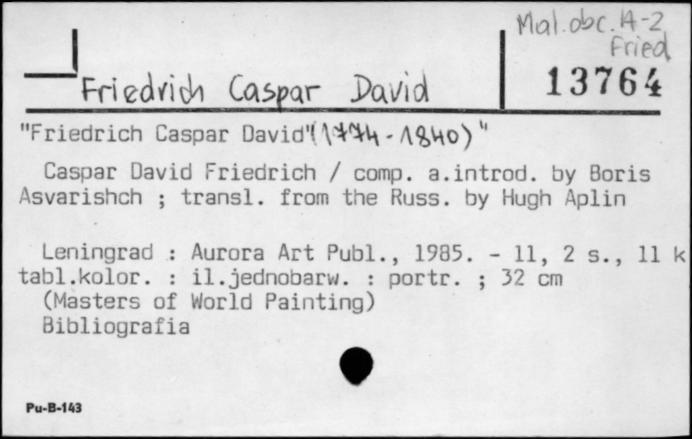 Mal. obc. 14-2
Fried
13764
Friedrich Caspar David
"Friedrich Caspar David"(1774-1840)"
Caspar David Friedrich / comp. a.introd. by Boris
Asvarishch ; transl. from the Russ. by Hugh Aplin
Leningrad : Aurora Art Publ., 1985. - 11, 2 s., 11 k
tabl.kolor. : il.jednobarw. : portr. ; 32 cm
(Masters of World Painting)
Bibliografia
Pu-B-143